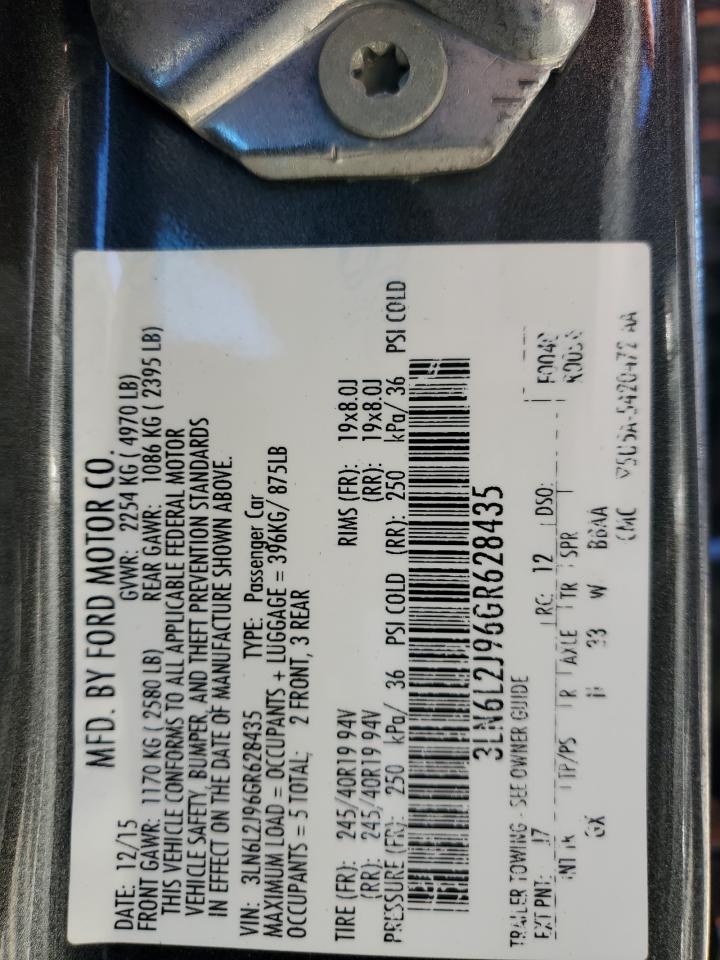 MFD. BY FORD MOTOR CO.
DATE: 12/15 GVWR: 2254 KG ( 4970 LB)
FRONT GAWR: 1170 KG ( 2580 LB) REAR GAWR: 1086 KG ( 2395 LB)
THIS VEHICLE CONFORMS TO ALL APPLICABLE FEDERAL MOTOR
VEHICLE SAFETY, BUMPER, AND THEFT PREVENTION STANDARDS
IN EFFECT ON THE DATE OF MANUFACTURE SHOWN ABOVE.
VIN: 3LN6L2J96GR628435 TYPE: Passenger Car
MAXIMUM LOAD = OCCUPANTS + LUGGAGE = 396KG/ 875LB
OCCUPANTS = 5 TOTAL; 2 FRONT, 3 REAR
TIRE (FR): 245/40R19 94V RIMS (FR): 19x8.0J
(RR): 245/40R19 94V (RR): 19x8.0J
PRESSURE (FR): 250 kPa/ 36 PSI COLD (RR): 250 kPa/ 36 PSI COLD
3LN6L2J96GR628435
TRAILER TOWING - SEE OWNER GUIDE
EXT PNT: J7 RC: 12 DSO:
INT TR TP/PS R AXLE TR SPR
GX 33 W B6AA